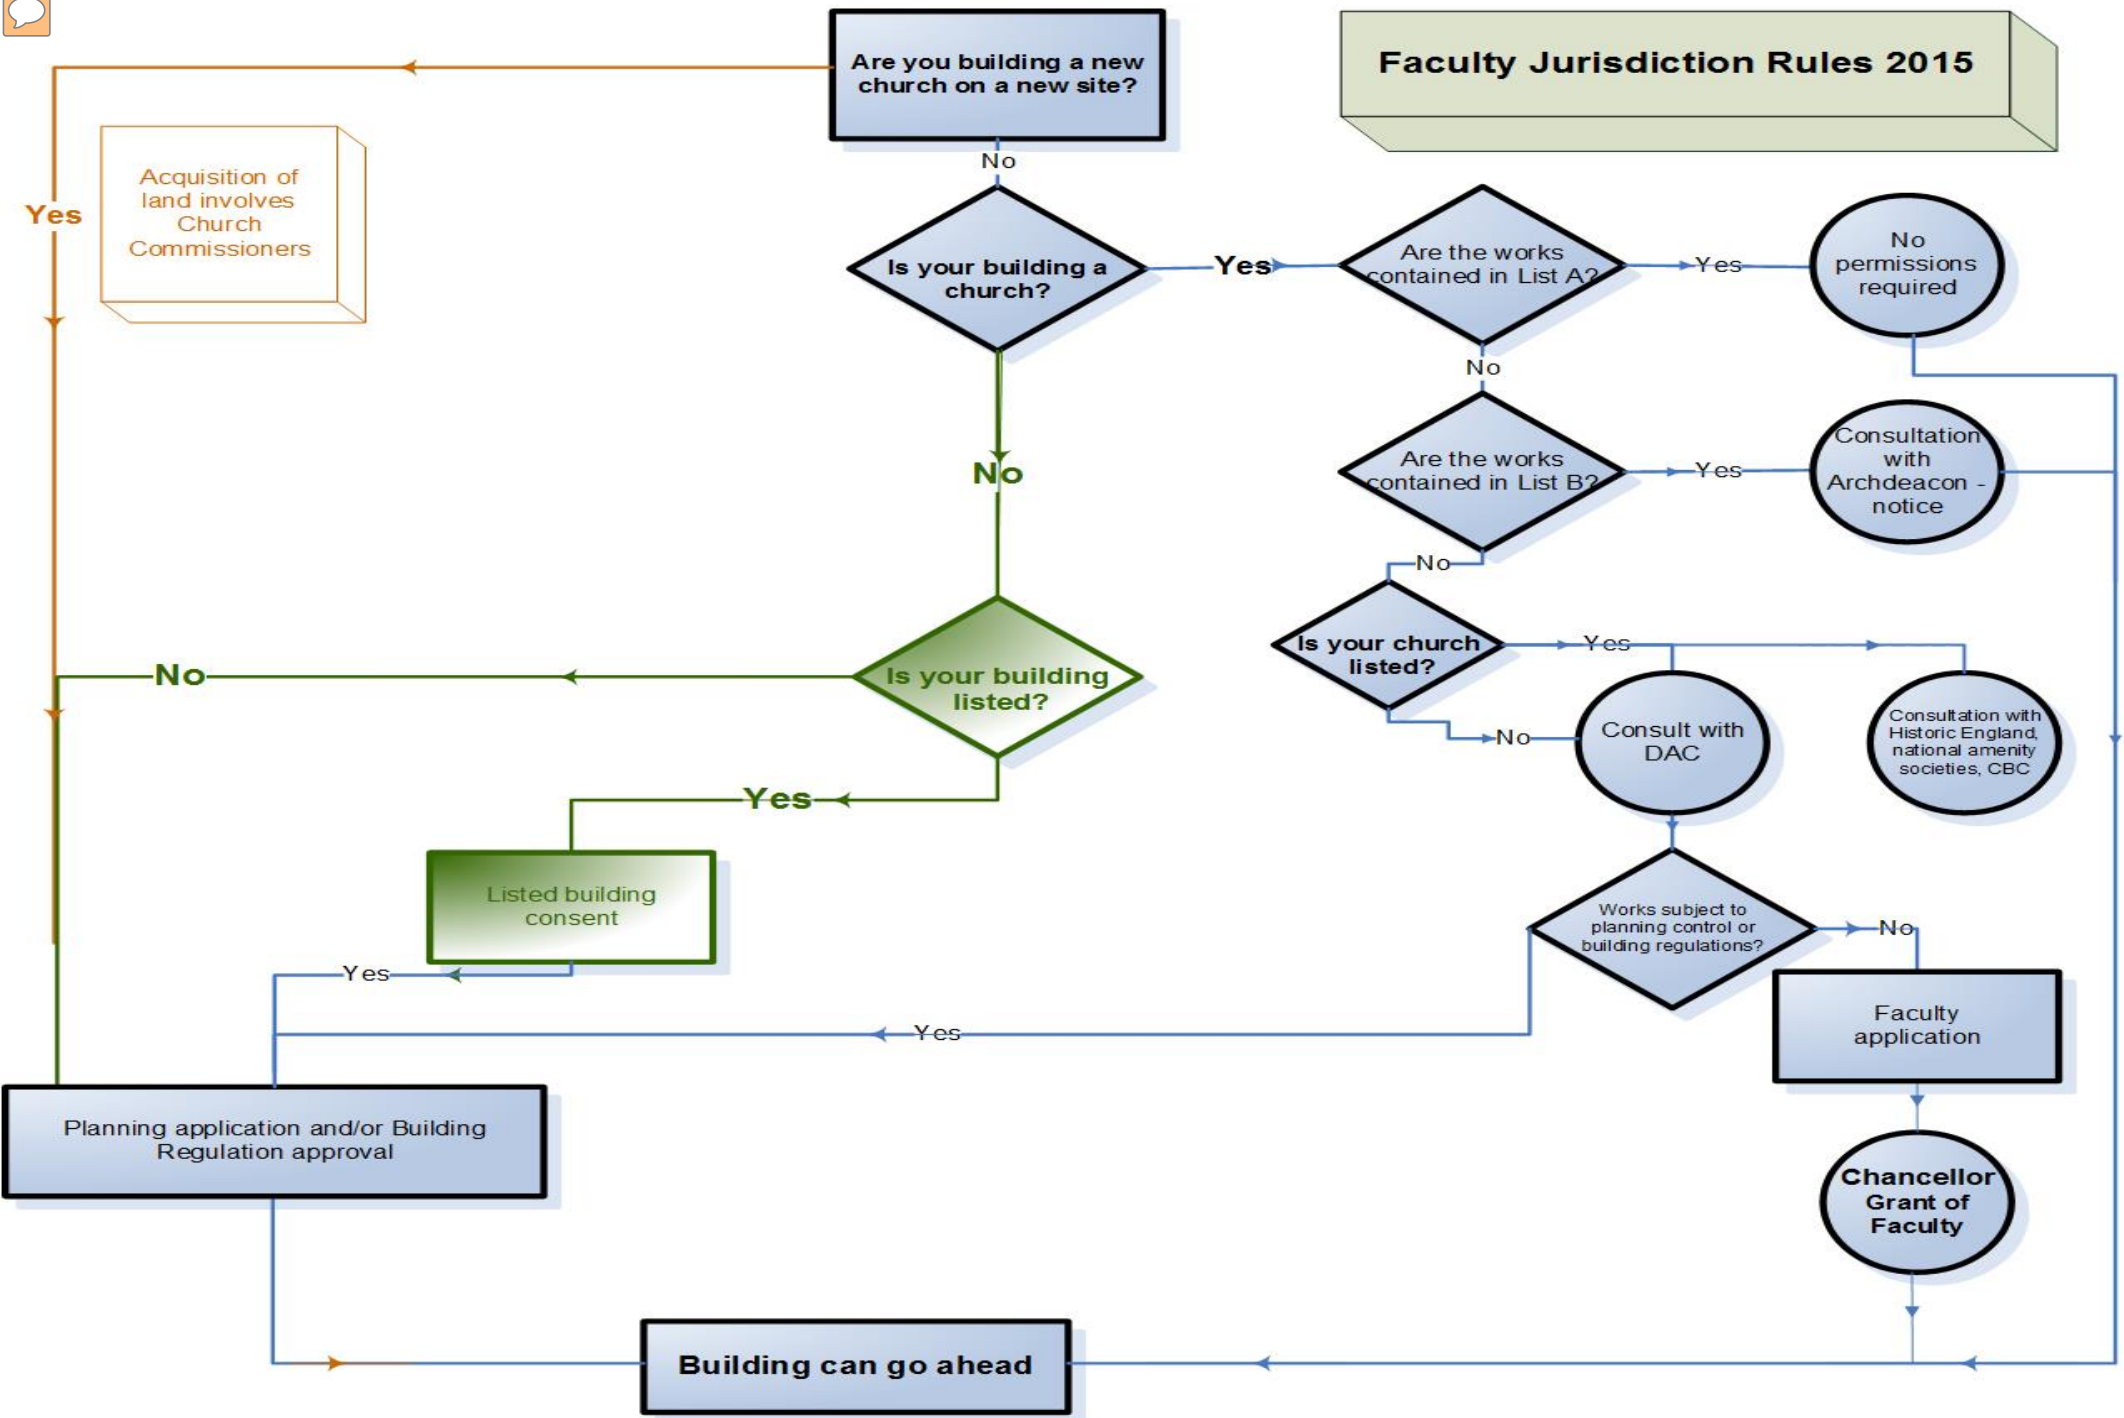 Are you building a new
church on a new site?
Faculty Jurisdiction Rules 2015
No
Acquisition of
land involves
Church
Commissioners
Yes
Is your building a
church?
Yes
Are the works
contained in List A?
Yes
No
permissions
required
No
No
Are the works
contained in List B?
Yes
Consultation
with
Archdeacon -
notice
No
Is your church
listed?
Yes
No
Consult with
DAC
Consultation with
Historic England,
national amenity
societies, CBC
No
Is your building
listed?
Yes
Listed building
consent
Yes
Works subject to
planning control or
building regulations?
No
Yes
Faculty
application
Planning application and/or Building
Regulation approval
Chancellor
Grant of
Faculty
Building can go ahead